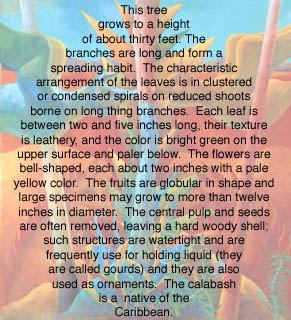 This tree
grows to a height
of about thirty feet. The
branches are long and form a
spreading habit. The characteristic
arrangement of the leaves is in clustered
or condensed spirals on reduced shoots
borne on long thing branches. Each leaf is
between two and five inches long, their texture
is leathery, and the color is bright green on the
upper surface and paler below. The flowers are
bell-shaped, each about two inches with a pale
yellow color. The fruits are globular in shape and
large specimens may grow to more than twelve
inches in diameter. The central pulp and seeds
are often removed, leaving a hard woody shell;
such structures are watertight and are
frequently use for holding liquid (they
are called gourds) and they are also
used as ornaments. The calabash
is a native of the
Caribbean.